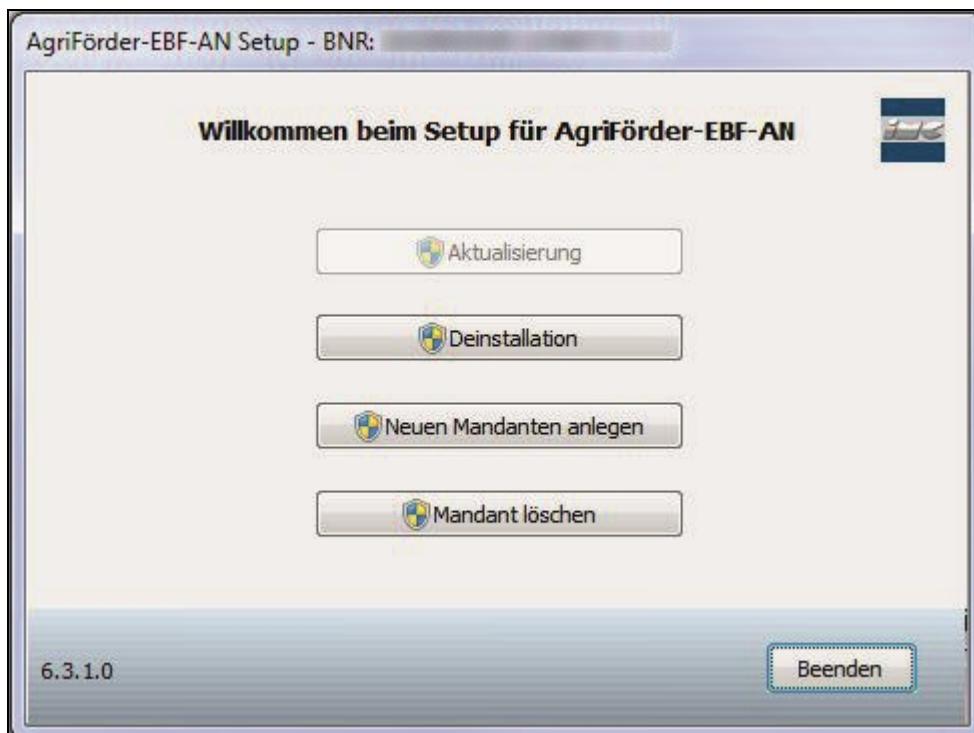 AgriFörder-EBF-AN Setup - BNR:
Willkommen beim Setup für AgriFörder-EBF-AN
Aktualisierung
Deinstallation
Neuen Mandanten anlegen
Mandant löschen
6.3.1.0
Beenden